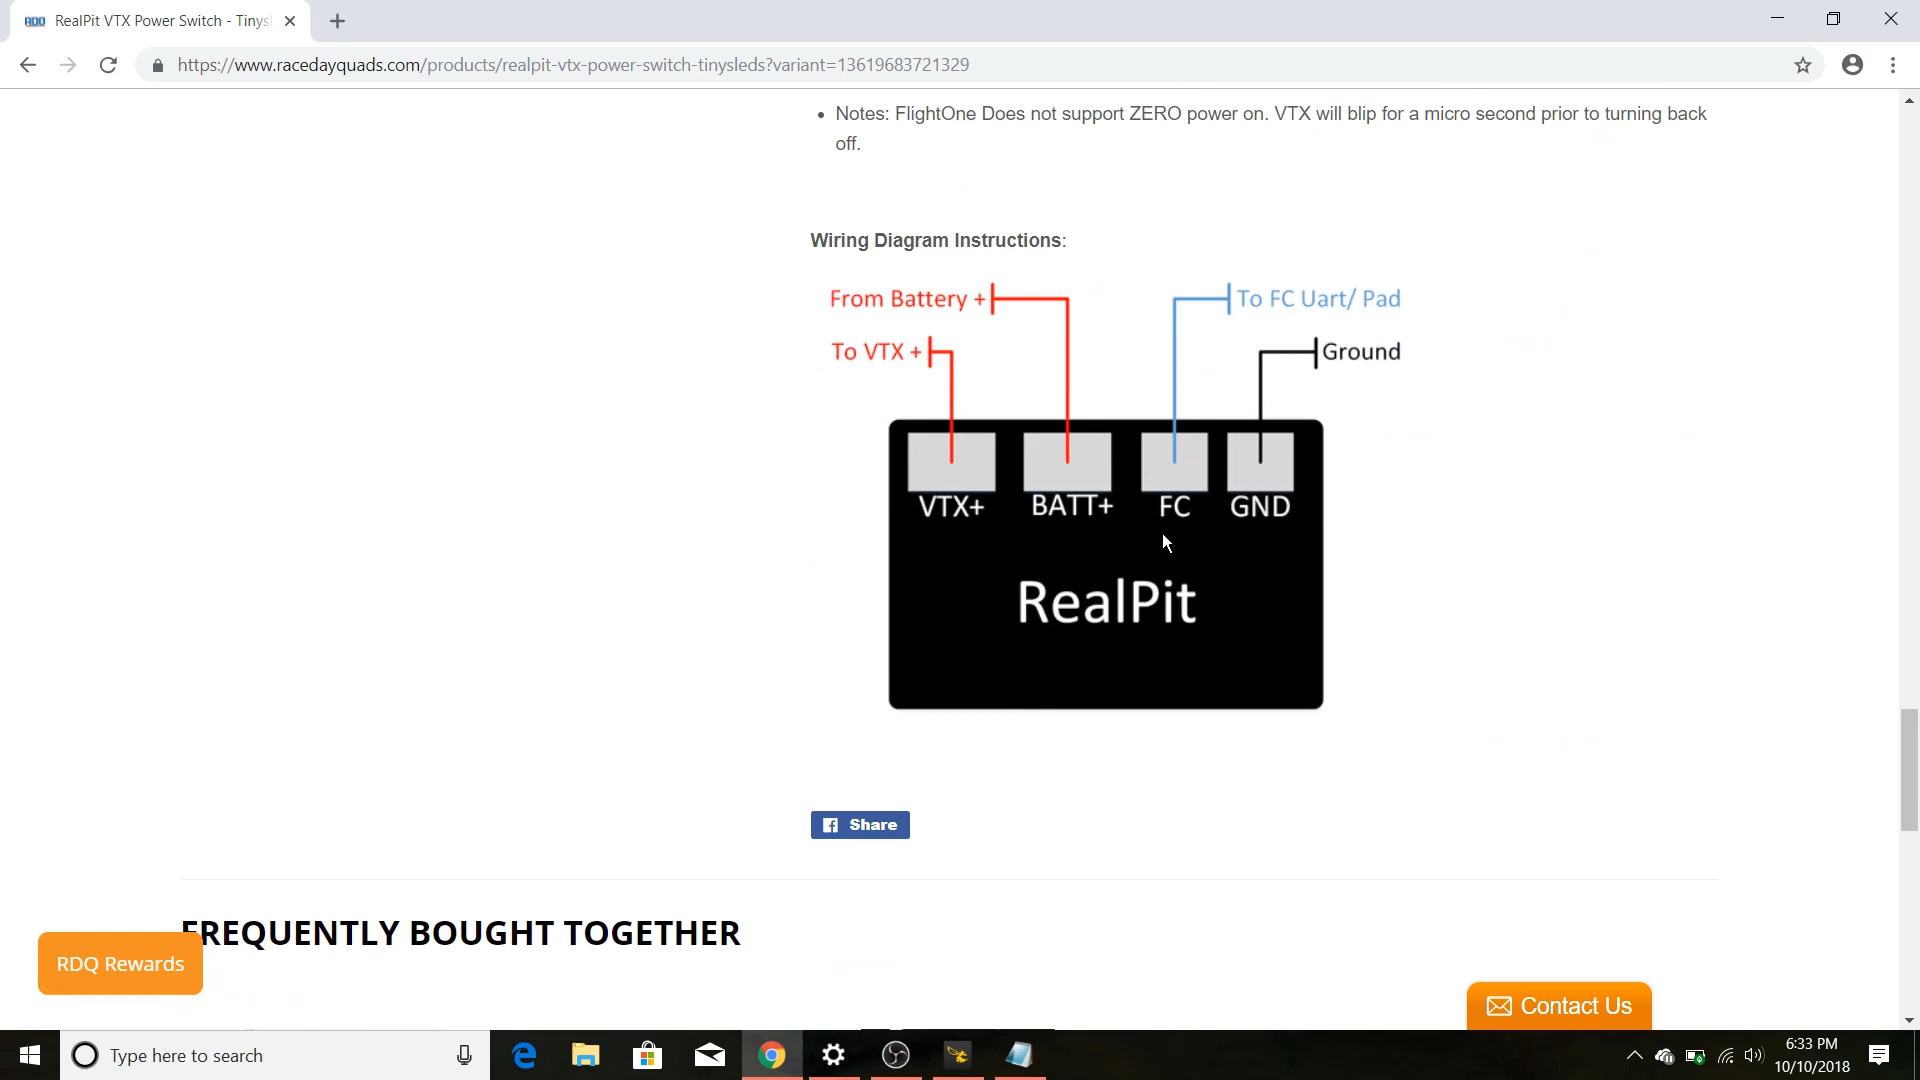 RealPit VTX Power Switch - Tinysl
https://www.racedayquads.com/products/realpit-vtx-power-switch-tinysleds?variant=13619683721329
Notes: FlightOne Does not support ZERO power on. VTX will blip for a micro second prior to turning back
off.
Wiring Diagram Instructions:
From Battery +
To FC Uart/ Pad
To VTX +
Ground
VTX+ BATT+ FC GND
RealPit
Share
FREQUENTLY BOUGHT TOGETHER
RDQ Rewards
Contact Us
Type here to search
6:33 PM
10/10/2018